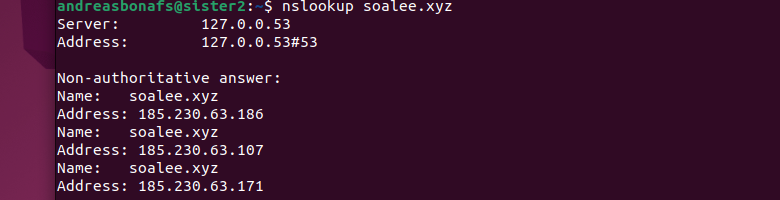 andreasbonafs@sister2:~$ nslookup soalee.xyz
Server:         127.0.0.53
Address:        127.0.0.53#53

Non-authoritative answer:
Name:   soalee.xyz
Address: 185.230.63.186
Name:   soalee.xyz
Address: 185.230.63.107
Name:   soalee.xyz
Address: 185.230.63.171